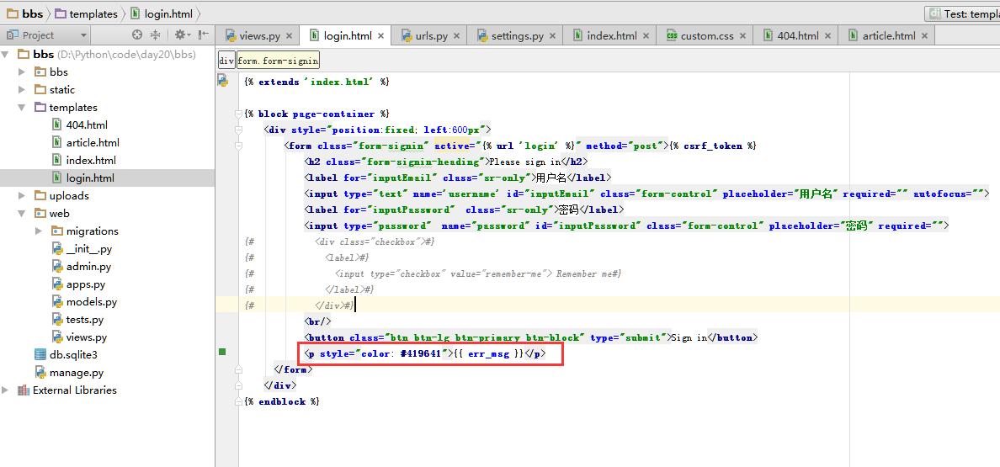 bbs templates login.html Test: templa
Project views.py login.html urls.py settings.py index.html custom.css 404.html article.html
bbs (D:\Python\code\day20\bbs)
bbs
static
templates
404.html
article.html
index.html
login.html
uploads
web
migrations
__init__.py
admin.py
apps.py
models.py
tests.py
views.py
db.sqlite3
manage.py
External Libraries
div form.form-signin
{% extends 'index.html' %}
{% block page-container %}
<div style="position:fixed; left:600px">
<form class="form-signin" active="{% url 'login' %}" method="post">{% csrf_token %}
<h2 class="form-signin-heading">Please sign in</h2>
<label for="inputEmail" class="sr-only">用户名</label>
<input type="text" name='username' id="inputEmail" class="form-control" placeholder="用户名" required="" autofocus="">
<label for="inputPassword"  class="sr-only">密码</label>
<input type="password"  name="password" id="inputPassword" class="form-control" placeholder="密码" required="">
{# <div class="checkbox">#}
{# <label>#}
{# <input type="checkbox" value="remember-me"> Remember me#}
{# </label>#}
{# </div>#}
<br/>
<button class="btn btn-lg btn-primary btn-block" type="submit">Sign in</button>
<p style="color: #419641">{{ err_msg }}</p>
</form>
</div>
{% endblock %}